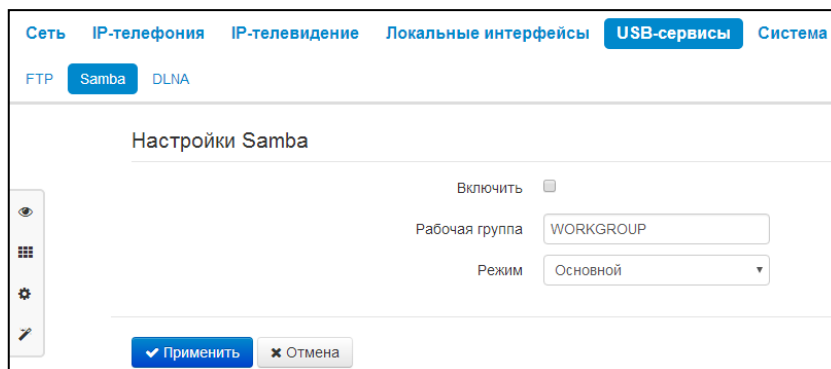 Сеть IP-телефония IP-телевидение Локальные интерфейсы USB-сервисы Система
FTP Samba DLNA
Настройки Samba
Включить
Рабочая группа WORKGROUP
Режим Основной
Применить Отмена